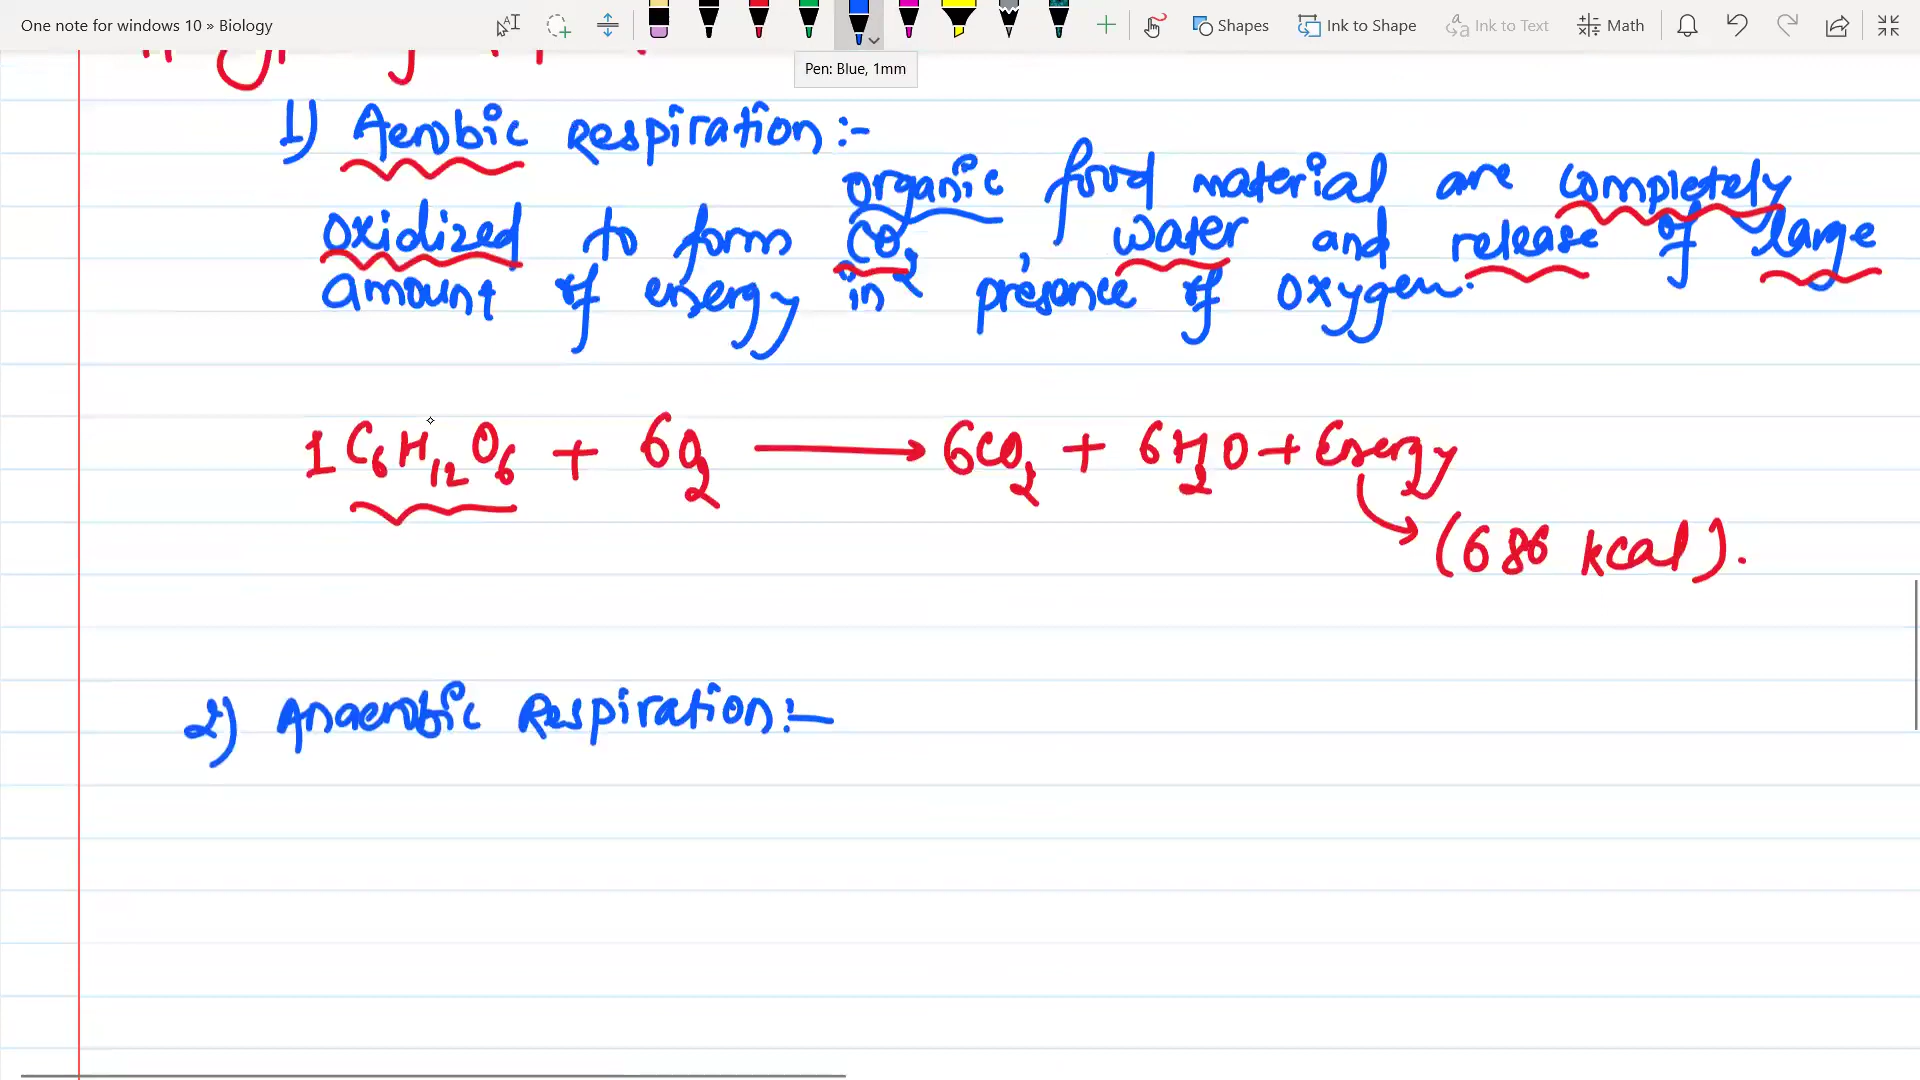 One note for windows 10 » Biology
Shapes
Ink to Shape
Ink to Text
Math
Pen: Blue, 1mm
1) Aerobic Respiration :-
organic food material are completely
oxidized to form CO2, water and release of large
amount of energy in presence of oxygen.
1 C6H12O6 + 6O2 ⟶ 6CO2 + 6H2O + Energy
(686 kcal).
2) Anaerobic Respiration :-